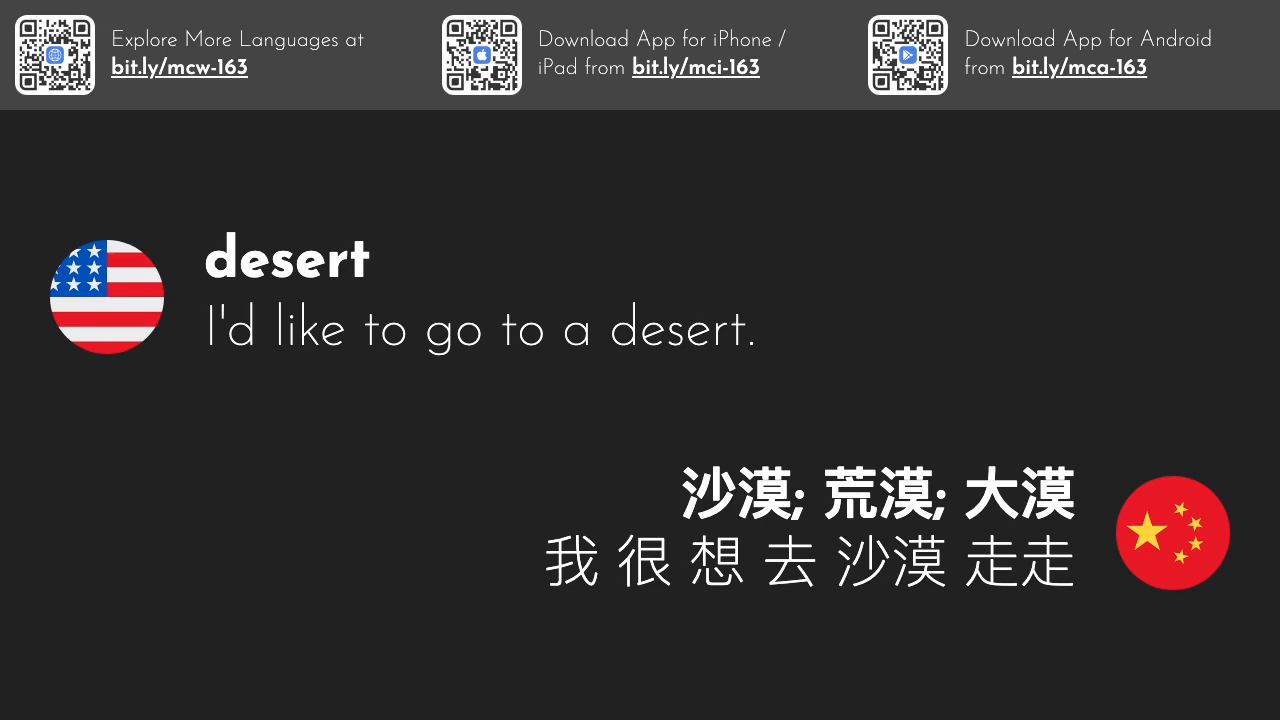 Explore More Languages at
bit.ly/mcw-163
Download App for iPhone /
iPad from bit.ly/mci-163
Download App for Android
from bit.ly/mca-163
desert
I'd like to go to a desert.
沙漠; 荒漠; 大漠
我 很 想 去 沙漠 走走